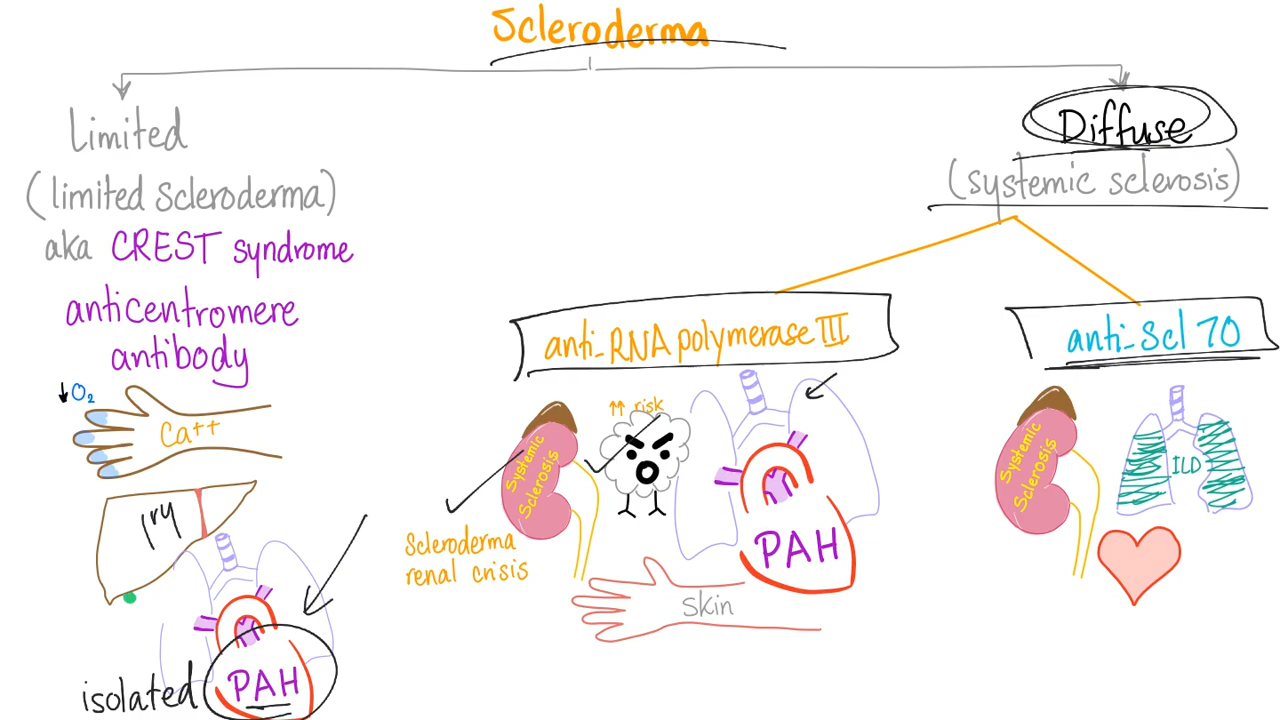 Scleroderma
Limited
(limited Scleroderma)
aka CREST syndrome
anticentromere
antibody
↓O₂
Ca++
1ry
isolated
PAH
Diffuse
(systemic sclerosis)
anti-RNA polymerase III
Systemic
Sclerosis
↑↑ risk
Scleroderma
renal crisis
PAH
Skin
anti-Scl 70
Systemic
Sclerosis
ILD